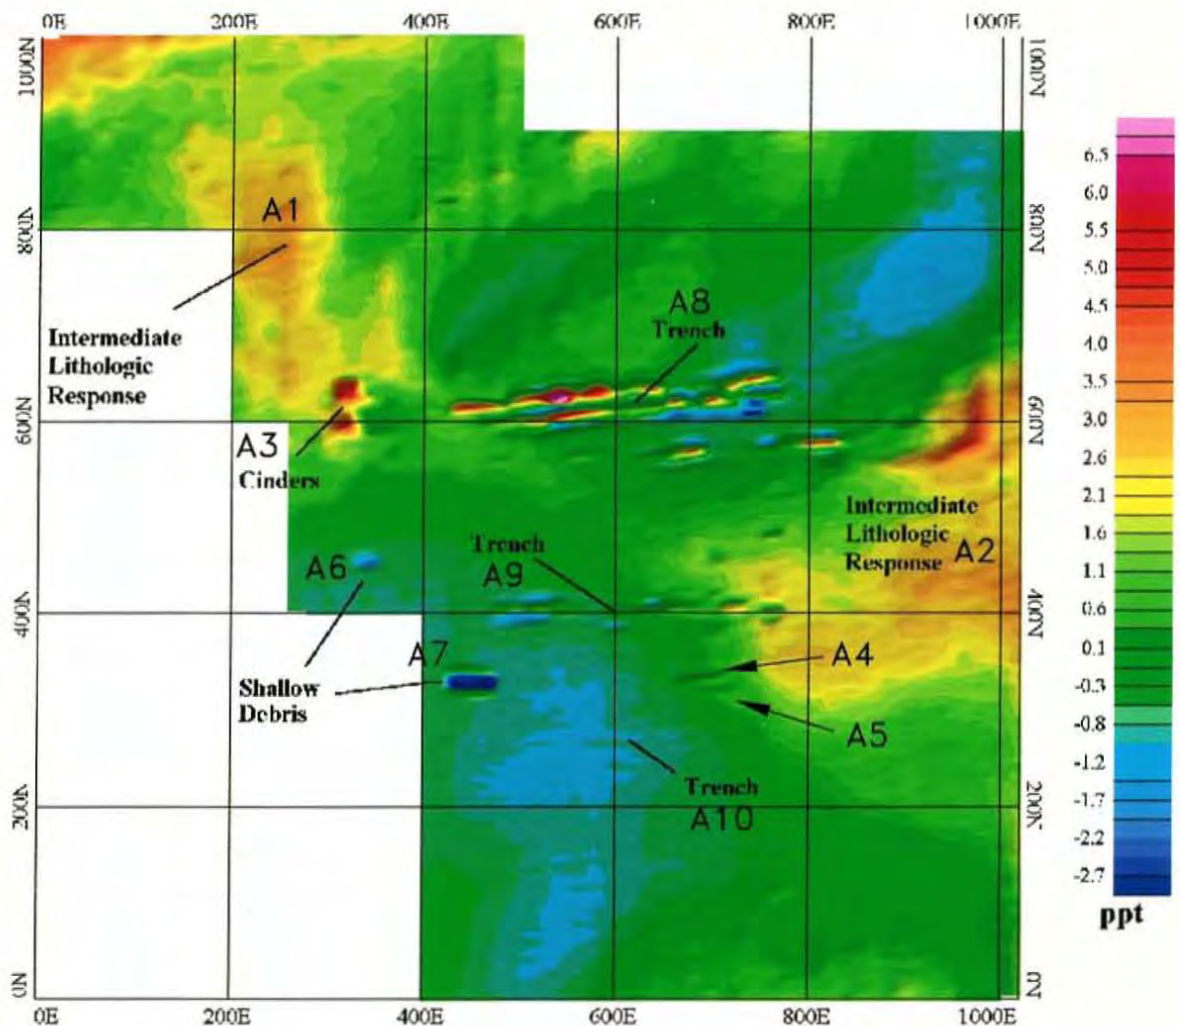 0E 200E 400E 600E 800E 1000E
1000N
1000N
6.5
6.0
5.5
5.0
4.5
4.0
3.5
3.0
2.6
2.1
1.6
1.1
0.6
0.1
-0.3
-0.8
-1.2
-1.7
-2.2
-2.7
ppt
A1
800N
800N
A8
Trench
Intermediate
Lithologic
Response
600N
600N
A3
Cinders
Intermediate
Lithologic
Response A2
Trench
A9
A6
400N
400N
A7
A4
Shallow
Debris
A5
Trench
A10
200N
200N
0N
0N
0E 200E 400E 600E 800E 1000E